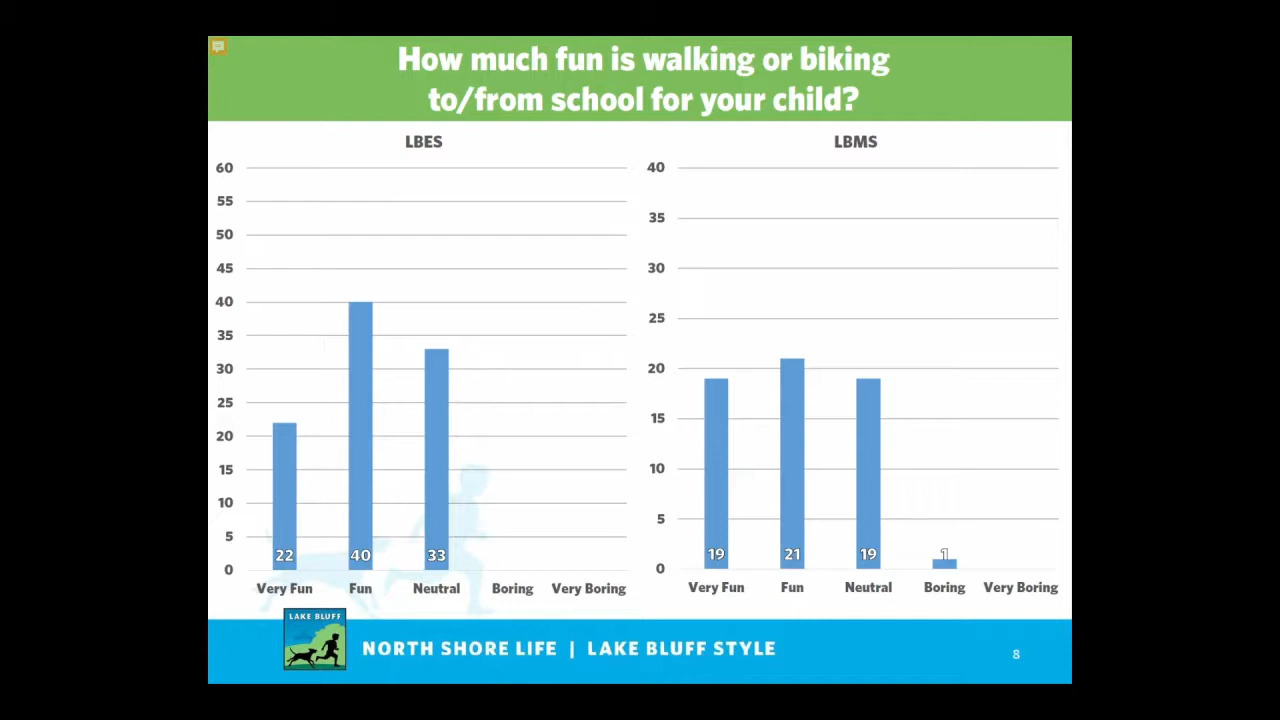 How much fun is walking or biking
to/from school for your child?
LBES
60
55
50
45
40
35
30
25
20
15
10
5
0
22
40
33
Very Fun
Fun
Neutral
Boring
Very Boring
LBMS
40
35
30
25
20
15
10
5
0
19
21
19
1
Very Fun
Fun
Neutral
Boring
Very Boring
LAKE BLUFF
NORTH SHORE LIFE | LAKE BLUFF STYLE
8